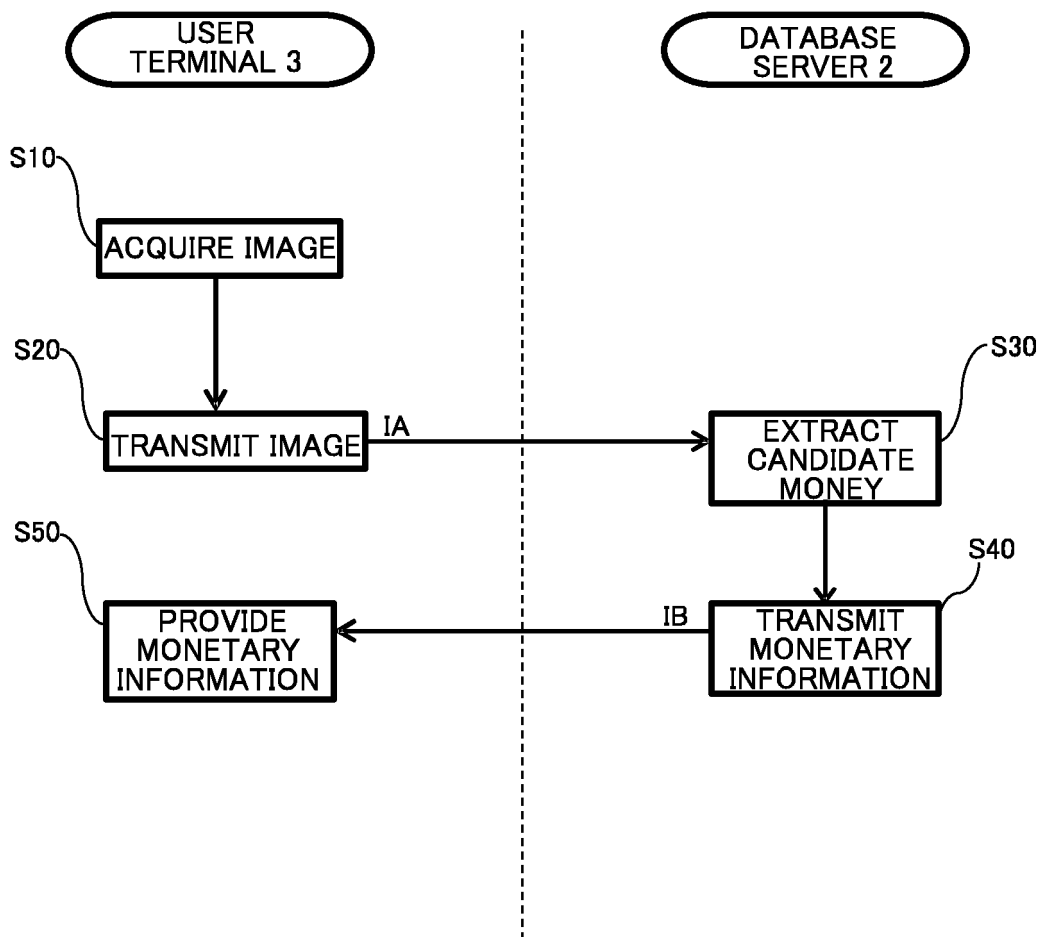 USER
TERMINAL 3
DATABASE
SERVER 2
S10
ACQUIRE IMAGE
S20
TRANSMIT IMAGE
IA
S30
EXTRACT
CANDIDATE
MONEY
S50
PROVIDE
MONETARY
INFORMATION
IB
S40
TRANSMIT
MONETARY
INFORMATION